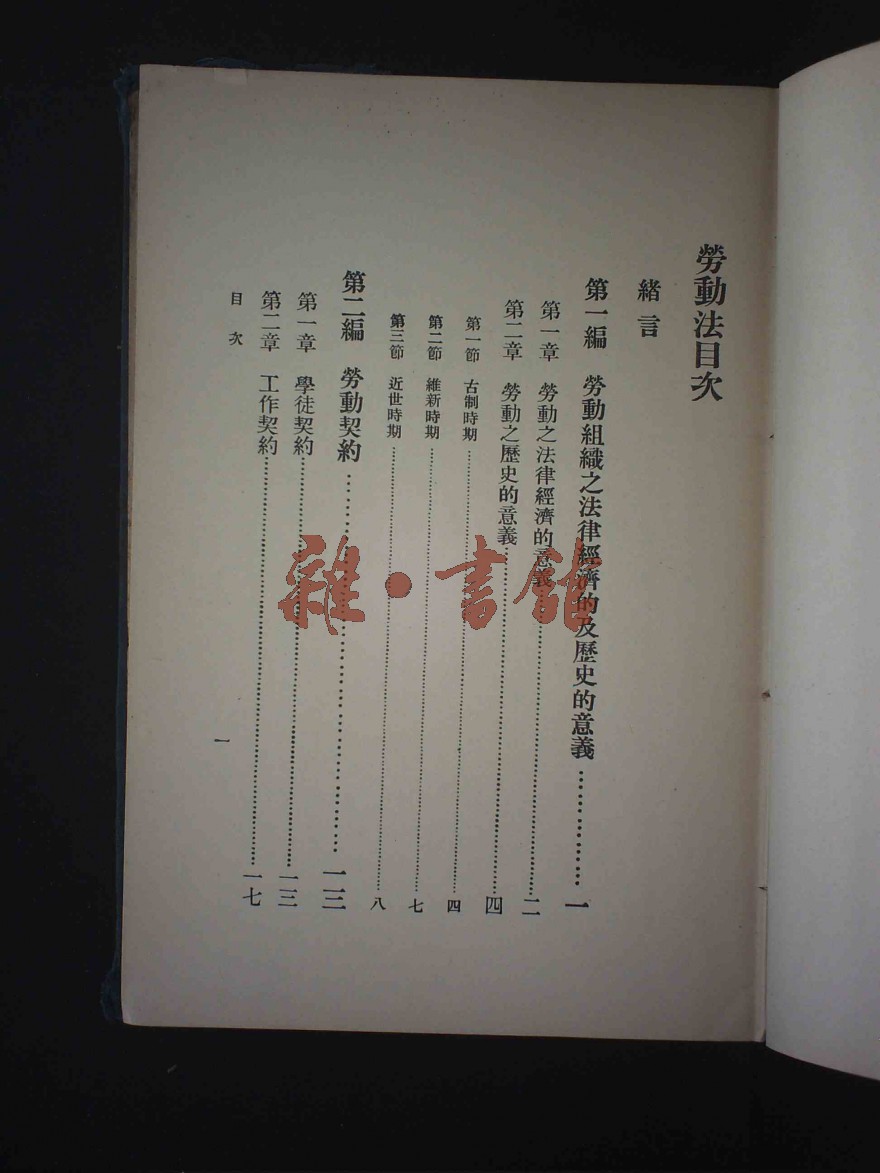 勞動法目次
緒言
第一編 勞動組織之法律經濟的及歷史的意義……………一
第一章 勞動之法律經濟的意義……………二
第二章 勞動之歷史的意義……………四
第一節 古制時期……………四
第二節 維新時期……………七
第三節 近世時期……………八
第二編 勞動契約……………一三
第一章 學徒契約……………一三
第二章 工作契約……………一七
目次
一
雜·書館